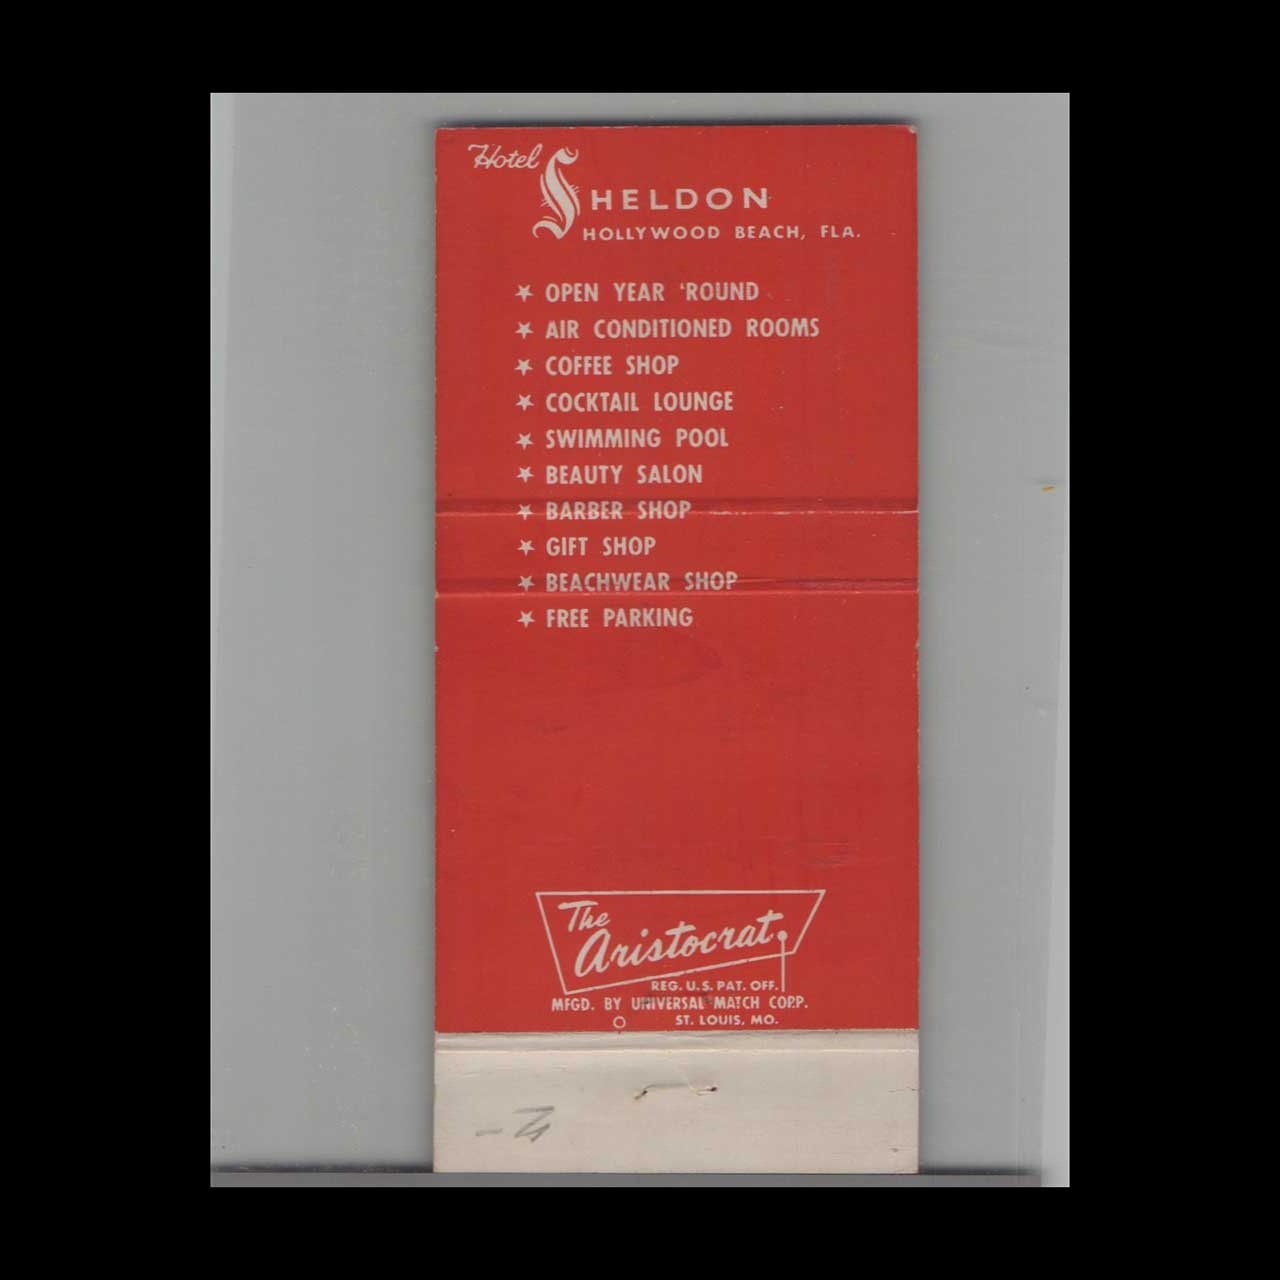 Hotel SHELDON
HOLLYWOOD BEACH, FLA.
★ OPEN YEAR 'ROUND
★ AIR CONDITIONED ROOMS
★ COFFEE SHOP
★ COCKTAIL LOUNGE
★ SWIMMING POOL
★ BEAUTY SALON
★ BARBER SHOP
★ GIFT SHOP
★ BEACHWEAR SHOP
★ FREE PARKING
The
Aristocrat
REG. U.S. PAT. OFF.
MFGD. BY UNIVERSAL MATCH CORP.
ST. LOUIS, MO.